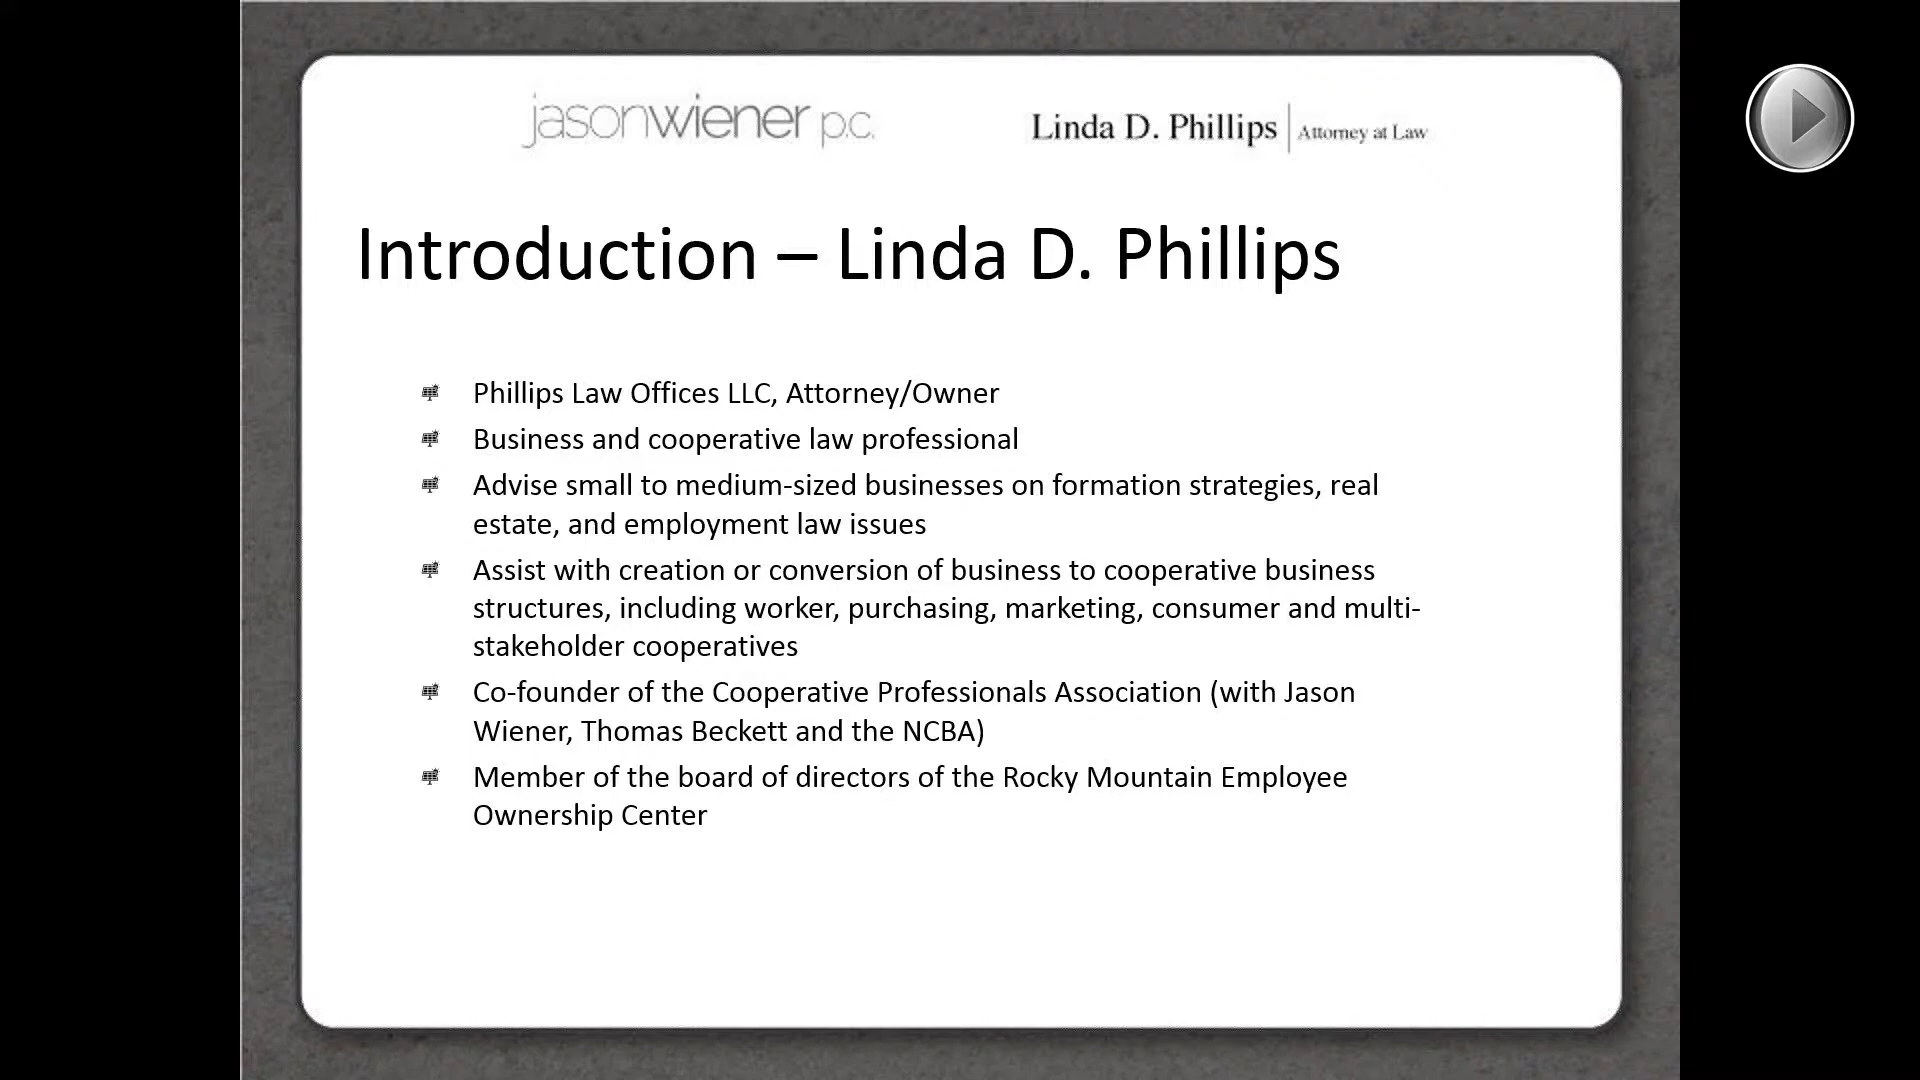 jasonwiener p.c.
Linda D. Phillips | Attorney at Law
Introduction – Linda D. Phillips
Phillips Law Offices LLC, Attorney/Owner
Business and cooperative law professional
Advise small to medium-sized businesses on formation strategies, real
estate, and employment law issues
Assist with creation or conversion of business to cooperative business
structures, including worker, purchasing, marketing, consumer and multi-
stakeholder cooperatives
Co-founder of the Cooperative Professionals Association (with Jason
Wiener, Thomas Beckett and the NCBA)
Member of the board of directors of the Rocky Mountain Employee
Ownership Center